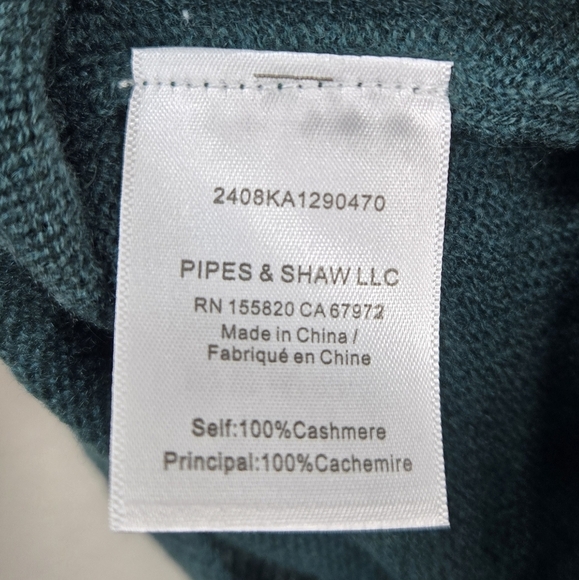 2408KA1290470
PIPES & SHAW LLC
RN 155820 CA 67972
Made in China /
Fabriqué en Chine
Self:100%Cashmere
Principal:100%Cachemire